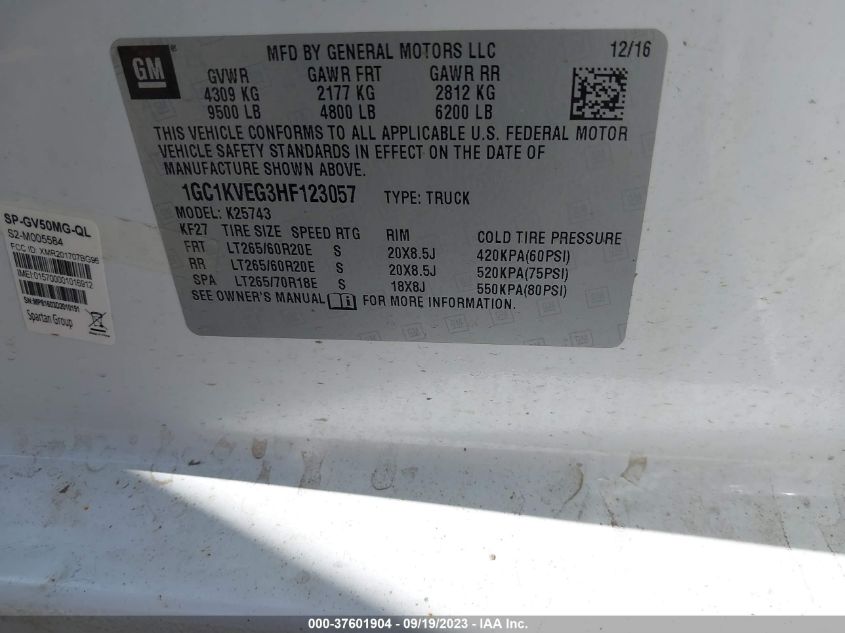 GM
MFD BY GENERAL MOTORS LLC 12/16
GVWR GAWR FRT GAWR RR
4309 KG 2177 KG 2812 KG
9500 LB 4800 LB 6200 LB
THIS VEHICLE CONFORMS TO ALL APPLICABLE U.S. FEDERAL MOTOR
VEHICLE SAFETY STANDARDS IN EFFECT ON THE DATE OF
MANUFACTURE SHOWN ABOVE.
1GC1KVEG3HF123057 TYPE: TRUCK
MODEL: K25743
KF27 TIRE SIZE SPEED RTG RIM COLD TIRE PRESSURE
FRT LT265/60R20E S 20X8.5J 420KPA(60PSI)
RR LT265/60R20E S 20X8.5J 520KPA(75PSI)
SPA LT265/70R18E S 18X8J 550KPA(80PSI)
SEE OWNER'S MANUAL FOR MORE INFORMATION.
SP-GV50MG-QL
S2-M005584
FCC ID: XMR201707BG96
IMEI:015700001016912
Spartan Group
000-37601904 - 09/19/2023 - IAA Inc.